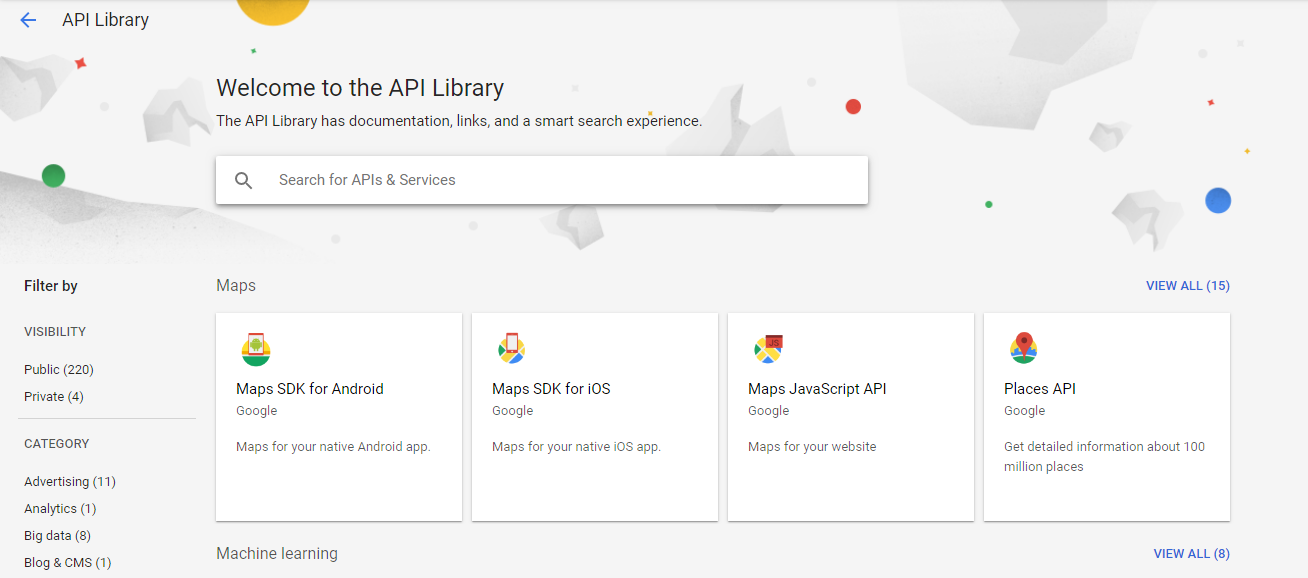 API Library
Welcome to the API Library
The API Library has documentation, links, and a smart search experience.
Search for APIs & Services
Filter by
VISIBILITY
Public (220)
Private (4)
CATEGORY
Advertising (11)
Analytics (1)
Big data (8)
Blog & CMS (1)
Maps
VIEW ALL (15)
Maps SDK for Android
Google
Maps for your native Android app.
Maps SDK for iOS
Google
Maps for your native iOS app.
JS
Maps JavaScript API
Google
Maps for your website
Places API
Google
Get detailed information about 100
million places
Machine learning
VIEW ALL (8)